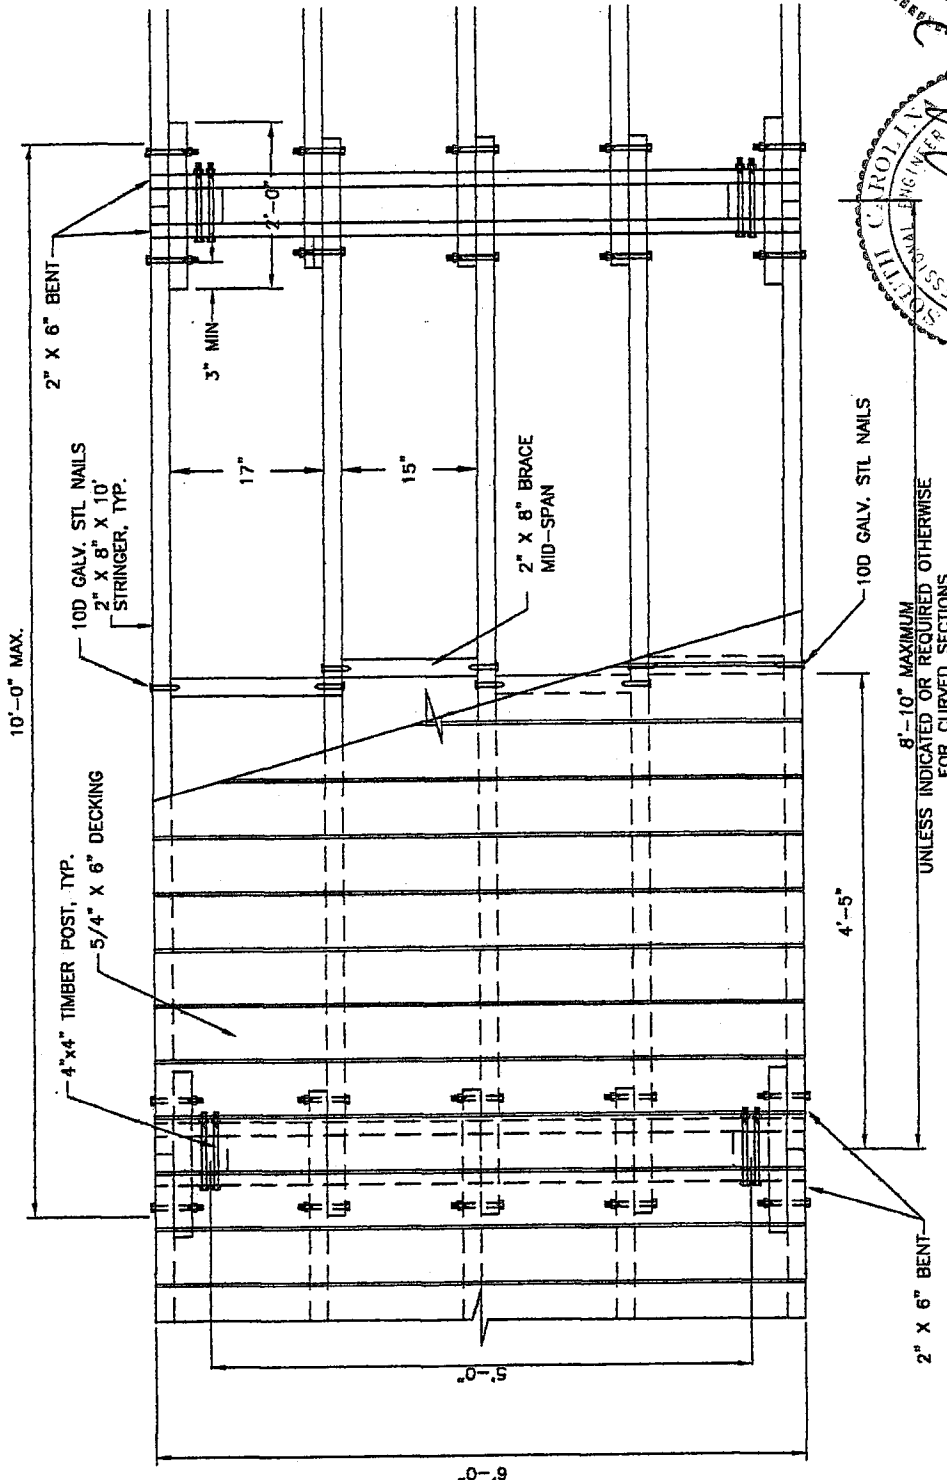 10'-0" MAX.
2" X 6" BENT
10D GALV. STL NAILS
2" X 8" X 10'
STRINGER, TYP.
4"x4" TIMBER POST, TYP.
5/4" X 6" DECKING
3" MIN
2'-0"
17"
15"
2" X 8" BRACE
MID-SPAN
10D GALV. STL NAILS
4'-5"
8'-10" MAXIMUM
UNLESS INDICATED OR REQUIRED OTHERWISE
FOR CURVED SECTIONS
2" X 6" BENT
5'-0"
6'-0"
SOUTH CAROLINA
ENGINEER